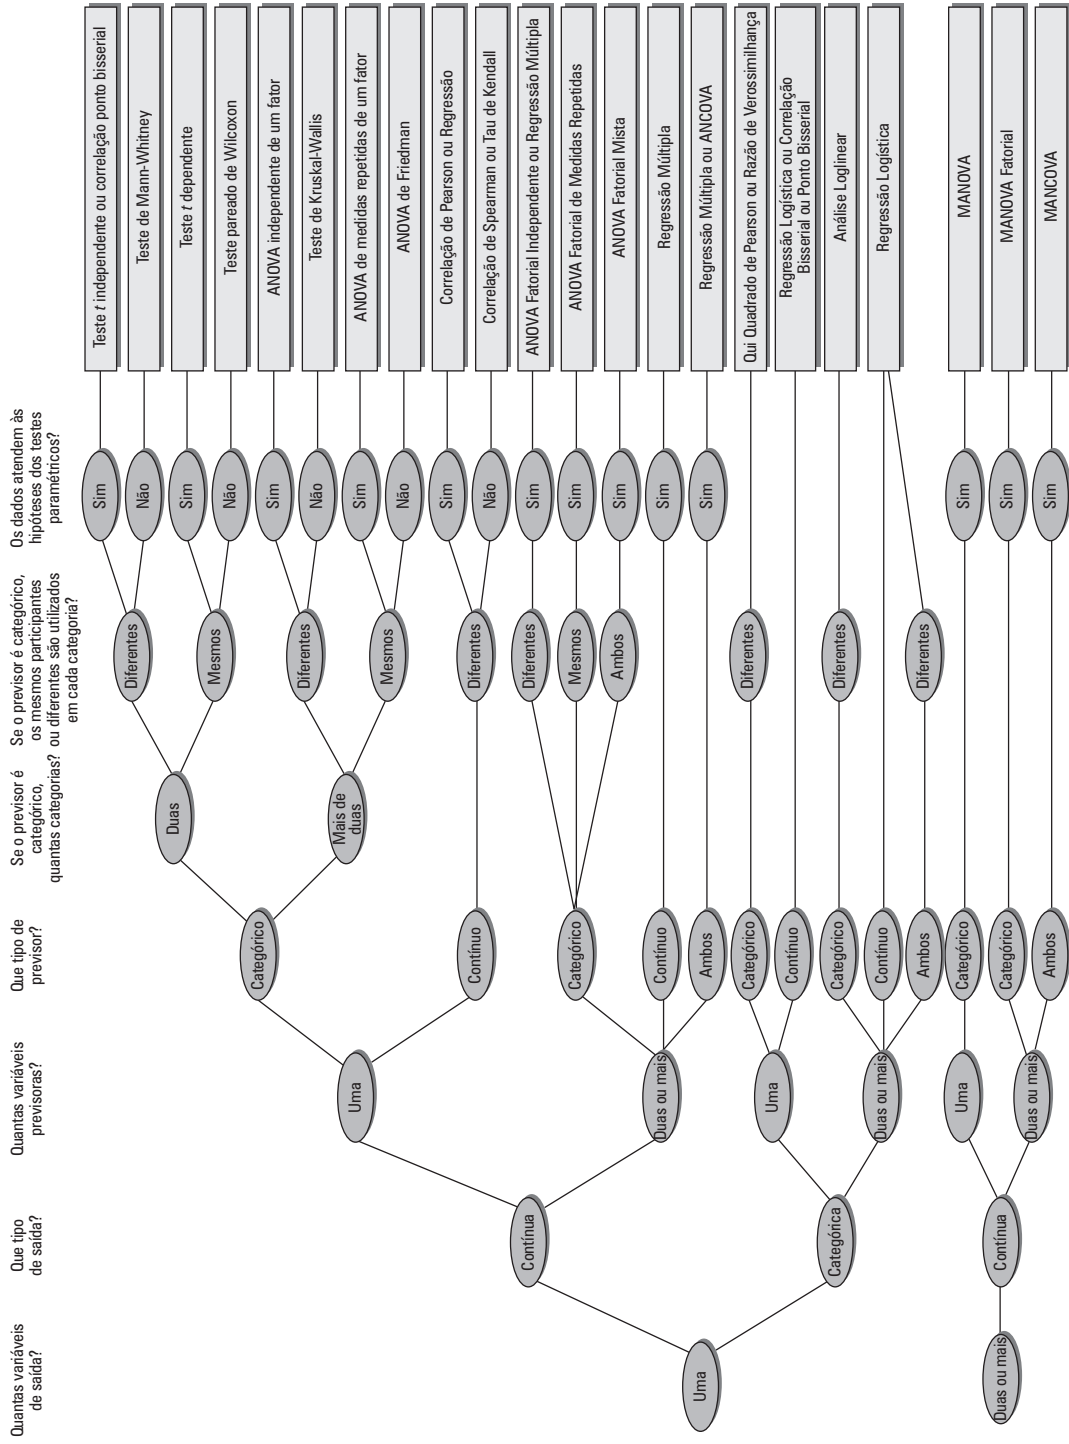 Quantas variáveis
de saída?
Que tipo
de saída?
Quantas variáveis
previsoras?
Que tipo de
previsor?
Se o previsor é
categórico,
quantas categorias?
Se o previsor é categórico,
os mesmos participantes
ou diferentes são utilizados
em cada categoria?
Os dados atendem às
hipóteses dos testes
paramétricos?
Uma
Duas ou mais
Contínua
Categórica
Contínua
Uma
Duas ou mais
Uma
Duas ou mais
Uma
Duas ou mais
Categórico
Contínuo
Categórico
Contínuo
Ambos
Categórico
Contínuo
Categórico
Contínuo
Ambos
Categórico
Categórico
Ambos
Duas
Mais de
duas
Diferentes
Mesmos
Diferentes
Mesmos
Diferentes
Diferentes
Mesmos
Ambos
Diferentes
Diferentes
Diferentes
Sim
Não
Sim
Não
Sim
Não
Sim
Não
Sim
Não
Sim
Sim
Sim
Sim
Sim
Sim
Sim
Sim
Teste t independente ou correlação ponto bisserial
Teste de Mann-Whitney
Teste t dependente
Teste pareado de Wilcoxon
ANOVA independente de um fator
Teste de Kruskal-Wallis
ANOVA de medidas repetidas de um fator
ANOVA de Friedman
Correlação de Pearson ou Regressão
Correlação de Spearman ou Tau de Kendall
ANOVA Fatorial Independente ou Regressão Múltipla
ANOVA Fatorial de Medidas Repetidas
ANOVA Fatorial Mista
Regressão Múltipla
Regressão Múltipla ou ANCOVA
Qui Quadrado de Pearson ou Razão de Verossimilhança
Regressão Logística ou Correlação
Bisserial ou Ponto Bisserial
Análise Loglinear
Regressão Logística
MANOVA
MANOVA Fatorial
MANCOVA